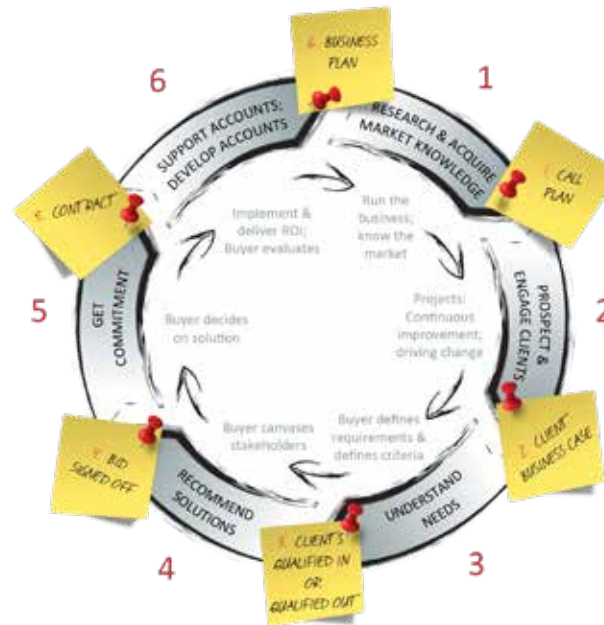 6
6. BUSINESS
PLAN
1
SUPPORT ACCOUNTS;
DEVELOP ACCOUNTS
RESEARCH & ACQUIRE
MARKET KNOWLEDGE
1. CALL
PLAN
5. CONTRACT
Implement &
deliver ROI;
Buyer evaluates
Run the
business;
know the
market
5
GET
COMMITMENT
Buyer decides
on solution
Projects:
Continuous
improvement;
driving change
PROSPECT &
ENGAGE CLIENTS
2
Buyer canvases
stakeholders
Buyer defines
requirements &
defines criteria
4. BID
SIGNED OFF
2. CLIENT
BUSINESS CASE
RECOMMEND
SOLUTIONS
UNDERSTAND
NEEDS
4
3. CLIENT'S
QUALIFIED IN
OR
QUALIFIED OUT
3